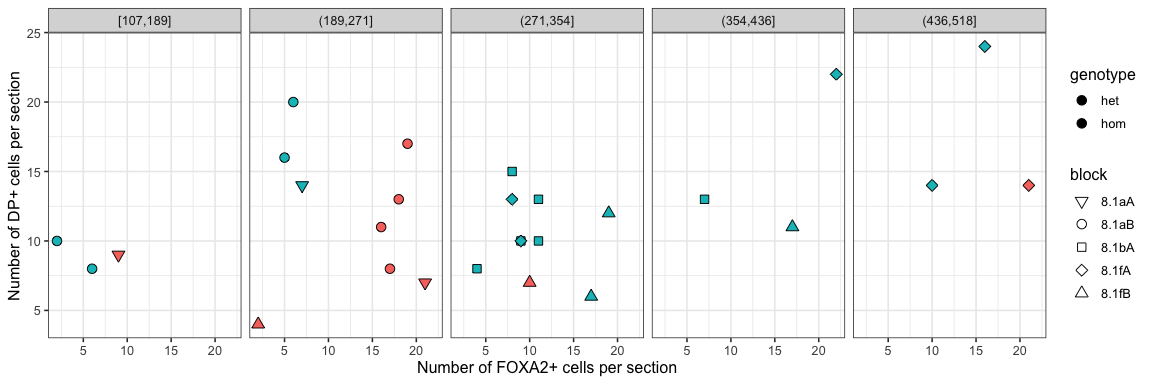 [107,189]
(189,271]
(271,354]
(354,436]
(436,518]
25
20
15
10
5
Number of DP+ cells per section
5 10 15 20
5 10 15 20
5 10 15 20
5 10 15 20
5 10 15 20
Number of FOXA2+ cells per section
genotype
het
hom
block
8.1aA
8.1aB
8.1bA
8.1fA
8.1fB